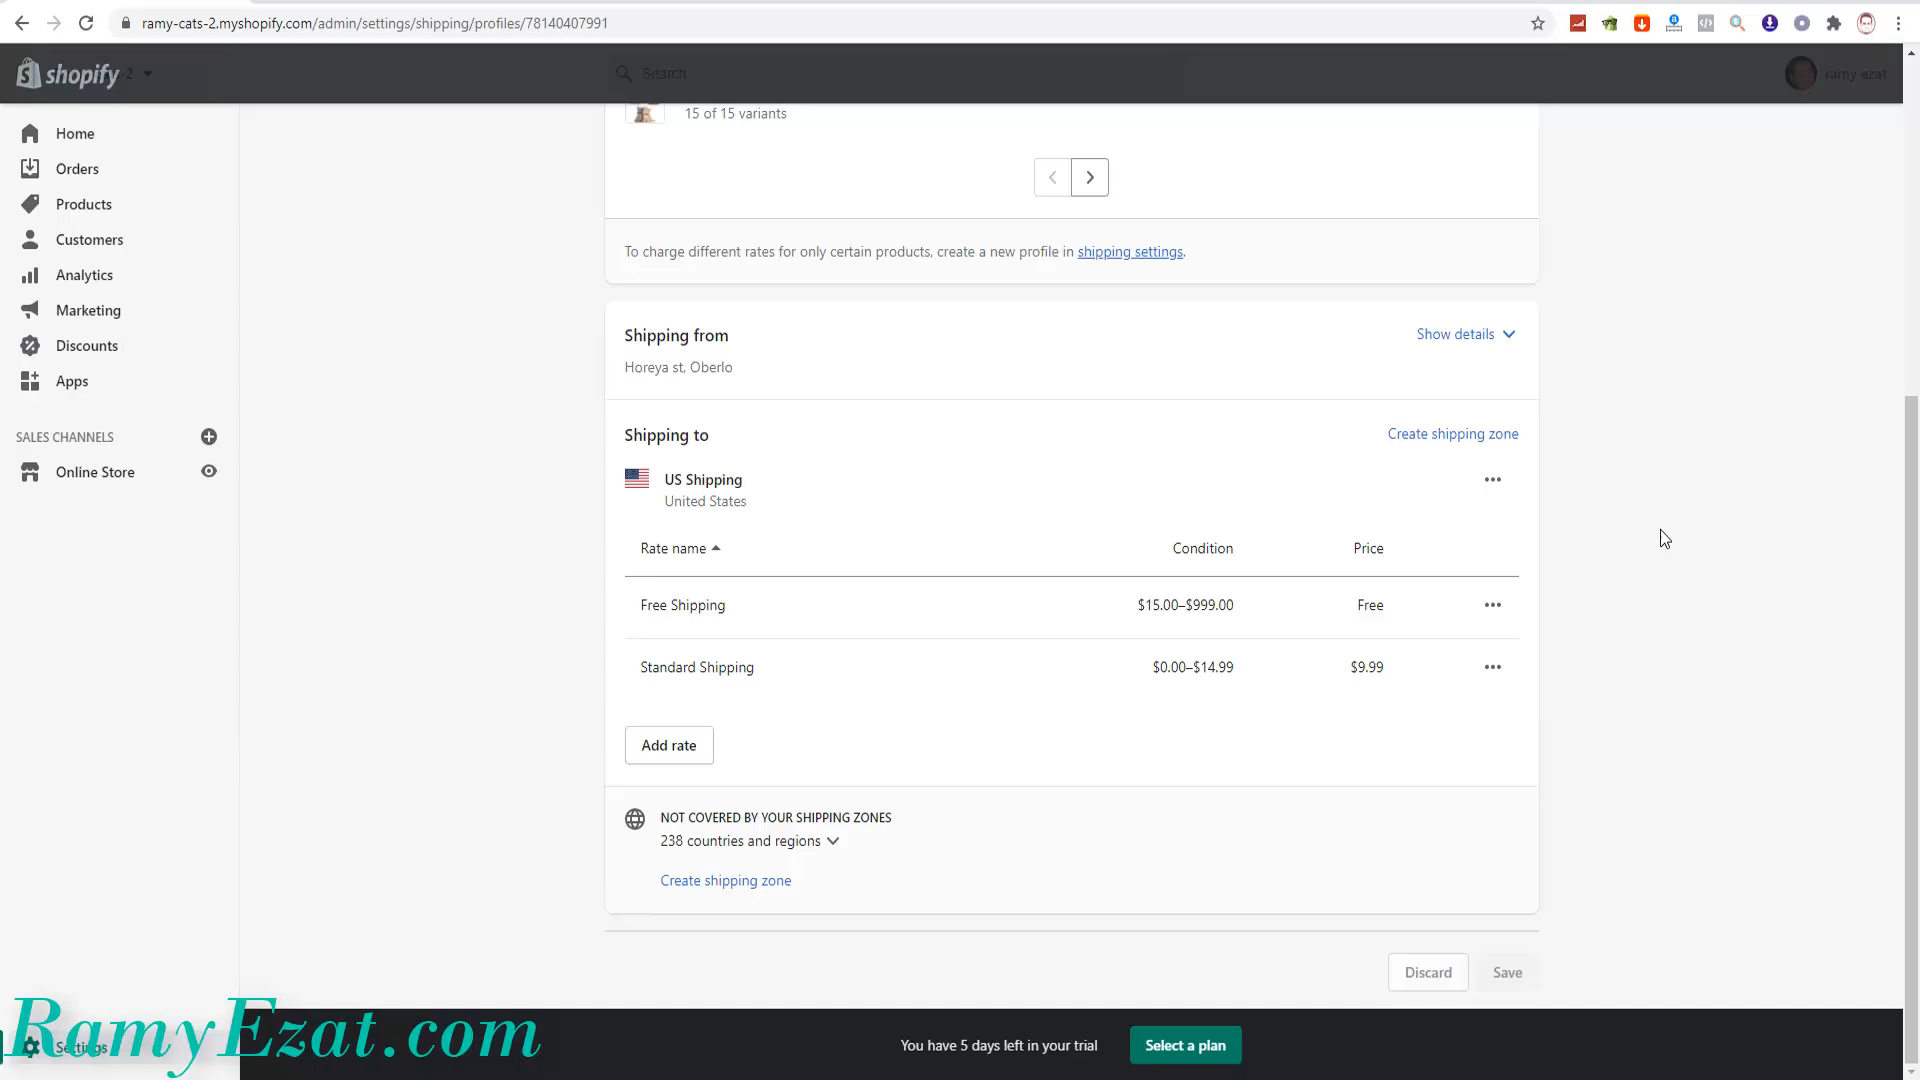 ramy-cats-2.myshopify.com/admin/settings/shipping/profiles/78140407991
shopify 2
Search
ramy ezat
Home
Orders
Products
Customers
Analytics
Marketing
Discounts
Apps
SALES CHANNELS
Online Store
Settings
15 of 15 variants
To charge different rates for only certain products, create a new profile in shipping settings.
Shipping from
Show details
Horeya st, Oberlo
Shipping to
Create shipping zone
US Shipping
United States
Rate name Condition Price
Free Shipping $15.00–$999.00 Free
Standard Shipping $0.00–$14.99 $9.99
Add rate
NOT COVERED BY YOUR SHIPPING ZONES
238 countries and regions
Create shipping zone
Discard Save
RamyEzat.com
You have 5 days left in your trial
Select a plan